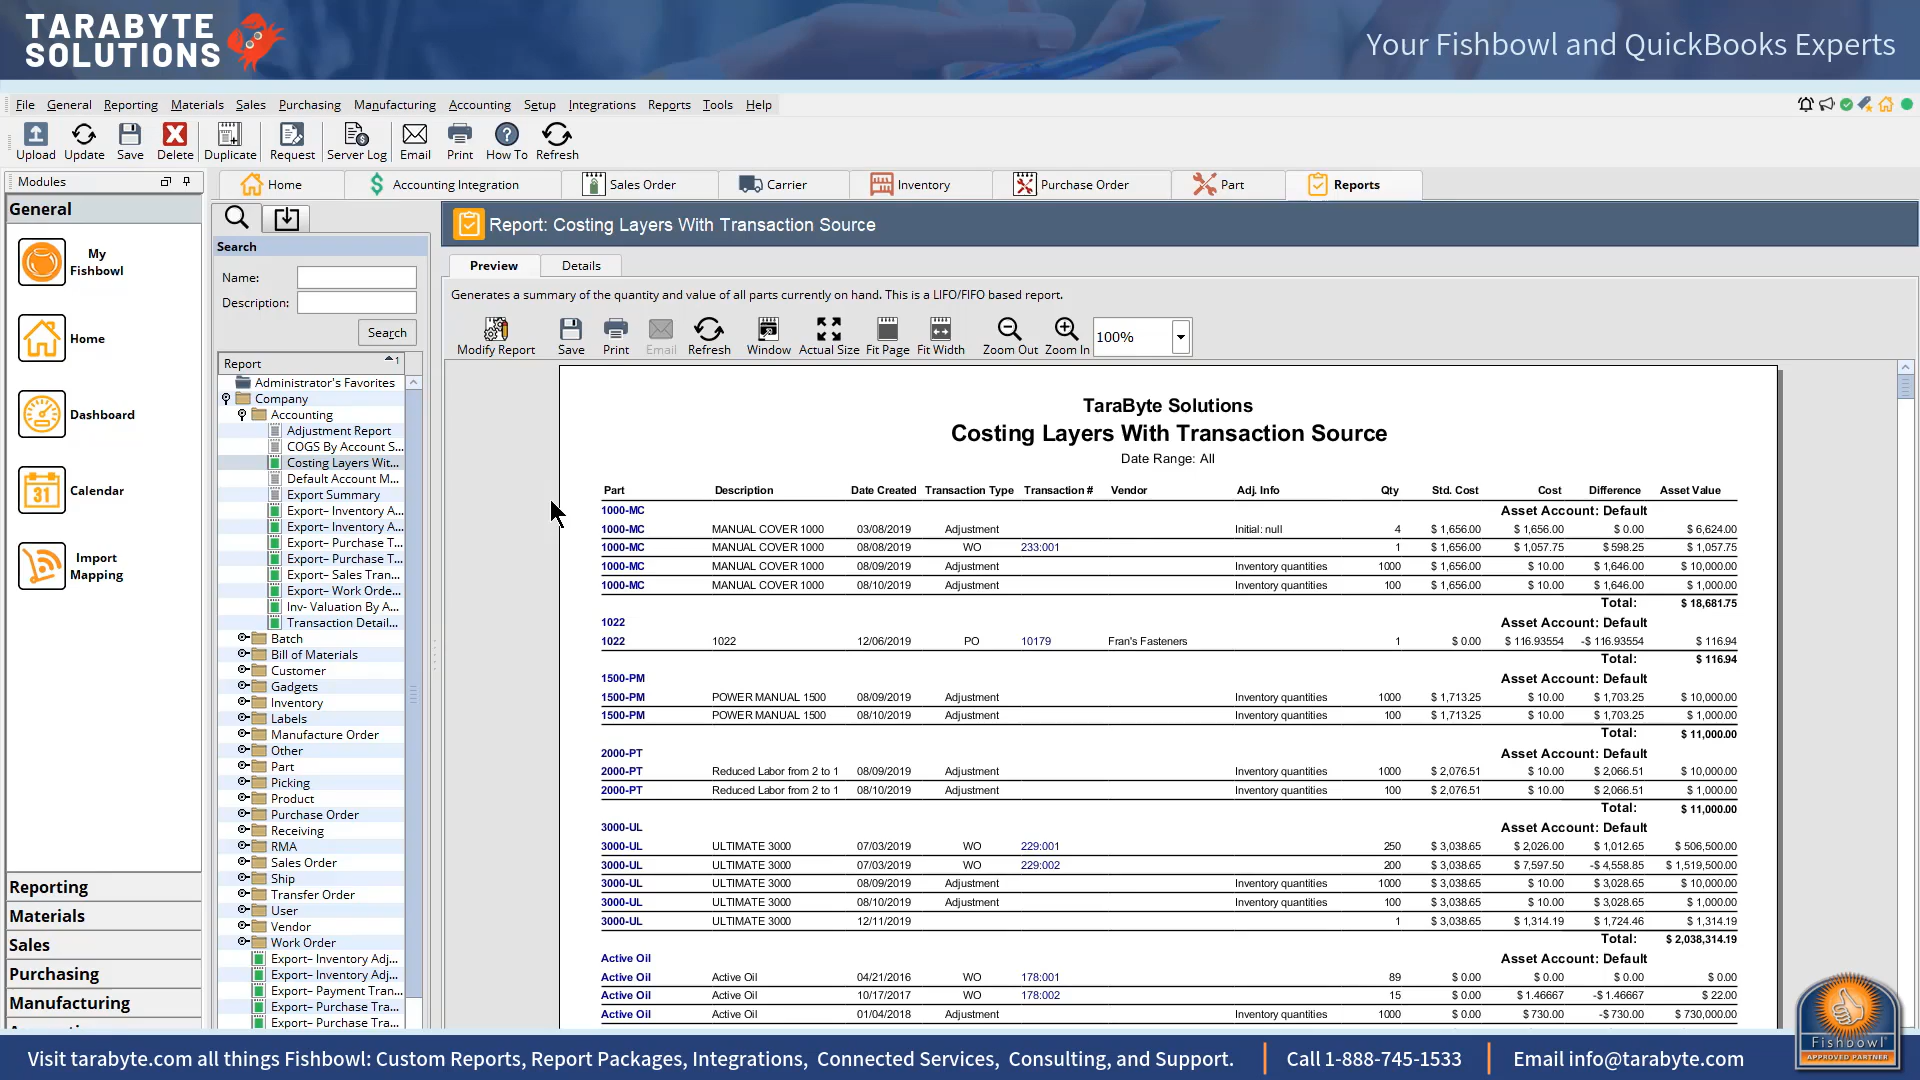 TARABYTE
SOLUTIONS
Your Fishbowl and QuickBooks Experts
File General Reporting Materials Sales Purchasing Manufacturing Accounting Setup Integrations Reports Tools Help
Upload Update Save Delete Duplicate Request Server Log Email Print How To Refresh
Modules
Home Accounting Integration Sales Order Carrier Inventory Purchase Order Part Reports
General
My
Fishbowl
Home
Dashboard
31
Calendar
Import
Mapping
Reporting
Materials
Sales
Purchasing
Manufacturing
Search
Name:
Description:
Search
Report 1
Administrator's Favorites
Company
Accounting
Adjustment Report
COGS By Account S...
Costing Layers Wit...
Default Account M...
Export Summary
Export– Inventory A...
Export– Inventory A...
Export– Purchase T...
Export– Purchase T...
Export– Sales Tran...
Export– Work Orde...
Inv- Valuation By A...
Transaction Detail...
Batch
Bill of Materials
Customer
Gadgets
Inventory
Labels
Manufacture Order
Other
Part
Picking
Product
Purchase Order
Receiving
RMA
Sales Order
Ship
Transfer Order
User
Vendor
Work Order
Export– Inventory Adj...
Export– Inventory Adj...
Export– Payment Tran...
Export– Purchase Tra...
Export– Purchase Tra...
Report: Costing Layers With Transaction Source
Preview Details
Generates a summary of the quantity and value of all parts currently on hand. This is a LIFO/FIFO based report.
Modify Report Save Print Email Refresh Window Actual Size Fit Page Fit Width Zoom Out Zoom In 100%
TaraByte Solutions
Costing Layers With Transaction Source
Date Range: All
Part Description Date Created Transaction Type Transaction # Vendor Adj. Info Qty Std. Cost Cost Difference Asset Value
1000-MC Asset Account: Default
1000-MC MANUAL COVER 1000 03/08/2019 Adjustment Initial: null 4 $ 1,656.00 $ 1,656.00 $ 0.00 $ 6,624.00
1000-MC MANUAL COVER 1000 08/08/2019 WO 233:001 1 $ 1,656.00 $ 1,057.75 $ 598.25 $ 1,057.75
1000-MC MANUAL COVER 1000 08/09/2019 Adjustment Inventory quantities 1000 $ 1,656.00 $ 10.00 $ 1,646.00 $ 10,000.00
1000-MC MANUAL COVER 1000 08/10/2019 Adjustment Inventory quantities 100 $ 1,656.00 $ 10.00 $ 1,646.00 $ 1,000.00
Total: $ 18,681.75
1022 Asset Account: Default
1022 1022 12/06/2019 PO 10179 Fran's Fasteners 1 $ 0.00 $ 116.93554 -$ 116.93554 $ 116.94
Total: $ 116.94
1500-PM Asset Account: Default
1500-PM POWER MANUAL 1500 08/09/2019 Adjustment Inventory quantities 1000 $ 1,713.25 $ 10.00 $ 1,703.25 $ 10,000.00
1500-PM POWER MANUAL 1500 08/10/2019 Adjustment Inventory quantities 100 $ 1,713.25 $ 10.00 $ 1,703.25 $ 1,000.00
Total: $ 11,000.00
2000-PT Asset Account: Default
2000-PT Reduced Labor from 2 to 1 08/09/2019 Adjustment Inventory quantities 1000 $ 2,076.51 $ 10.00 $ 2,066.51 $ 10,000.00
2000-PT Reduced Labor from 2 to 1 08/10/2019 Adjustment Inventory quantities 100 $ 2,076.51 $ 10.00 $ 2,066.51 $ 1,000.00
Total: $ 11,000.00
3000-UL Asset Account: Default
3000-UL ULTIMATE 3000 07/03/2019 WO 229:001 250 $ 3,038.65 $ 2,026.00 $ 1,012.65 $ 506,500.00
3000-UL ULTIMATE 3000 07/03/2019 WO 229:002 200 $ 3,038.65 $ 7,597.50 -$ 4,558.85 $ 1,519,500.00
3000-UL ULTIMATE 3000 08/09/2019 Adjustment Inventory quantities 1000 $ 3,038.65 $ 10.00 $ 3,028.65 $ 10,000.00
3000-UL ULTIMATE 3000 08/10/2019 Adjustment Inventory quantities 100 $ 3,038.65 $ 10.00 $ 3,028.65 $ 1,000.00
3000-UL ULTIMATE 3000 12/11/2019 1 $ 3,038.65 $ 1,314.19 $ 1,724.46 $ 1,314.19
Total: $ 2,038,314.19
Active Oil Asset Account: Default
Active Oil Active Oil 04/21/2016 WO 178:001 89 $ 0.00 $ 0.00 $ 0.00 $ 0.00
Active Oil Active Oil 10/17/2017 WO 178:002 15 $ 0.00 $ 1.46667 -$ 1.46667 $ 22.00
Active Oil Active Oil 01/04/2018 Adjustment Inventory quantities 1000 $ 0.00 $ 730.00 -$ 730.00 $ 730,000.00
Visit tarabyte.com all things Fishbowl: Custom Reports, Report Packages, Integrations, Connected Services, Consulting, and Support. Call 1-888-745-1533 Email info@tarabyte.com
Fishbowl
APPROVED PARTNER